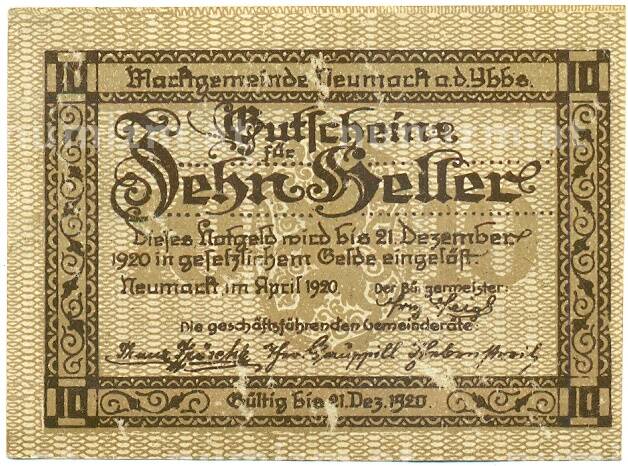 10 Marktgemeinde Neumarkt a.d. Ybbs. 10
Gutscheine
für
Zehn Heller
Dieses Notgeld wird bis 21. Dezember
1920 in gesetzlichem Gelde eingelöst.
Neumarkt, im April 1920. Der Bürgermeister:
Die geschäftsführenden Gemeinderäte:
10 Gültig bis 21. Dez. 1920. 10